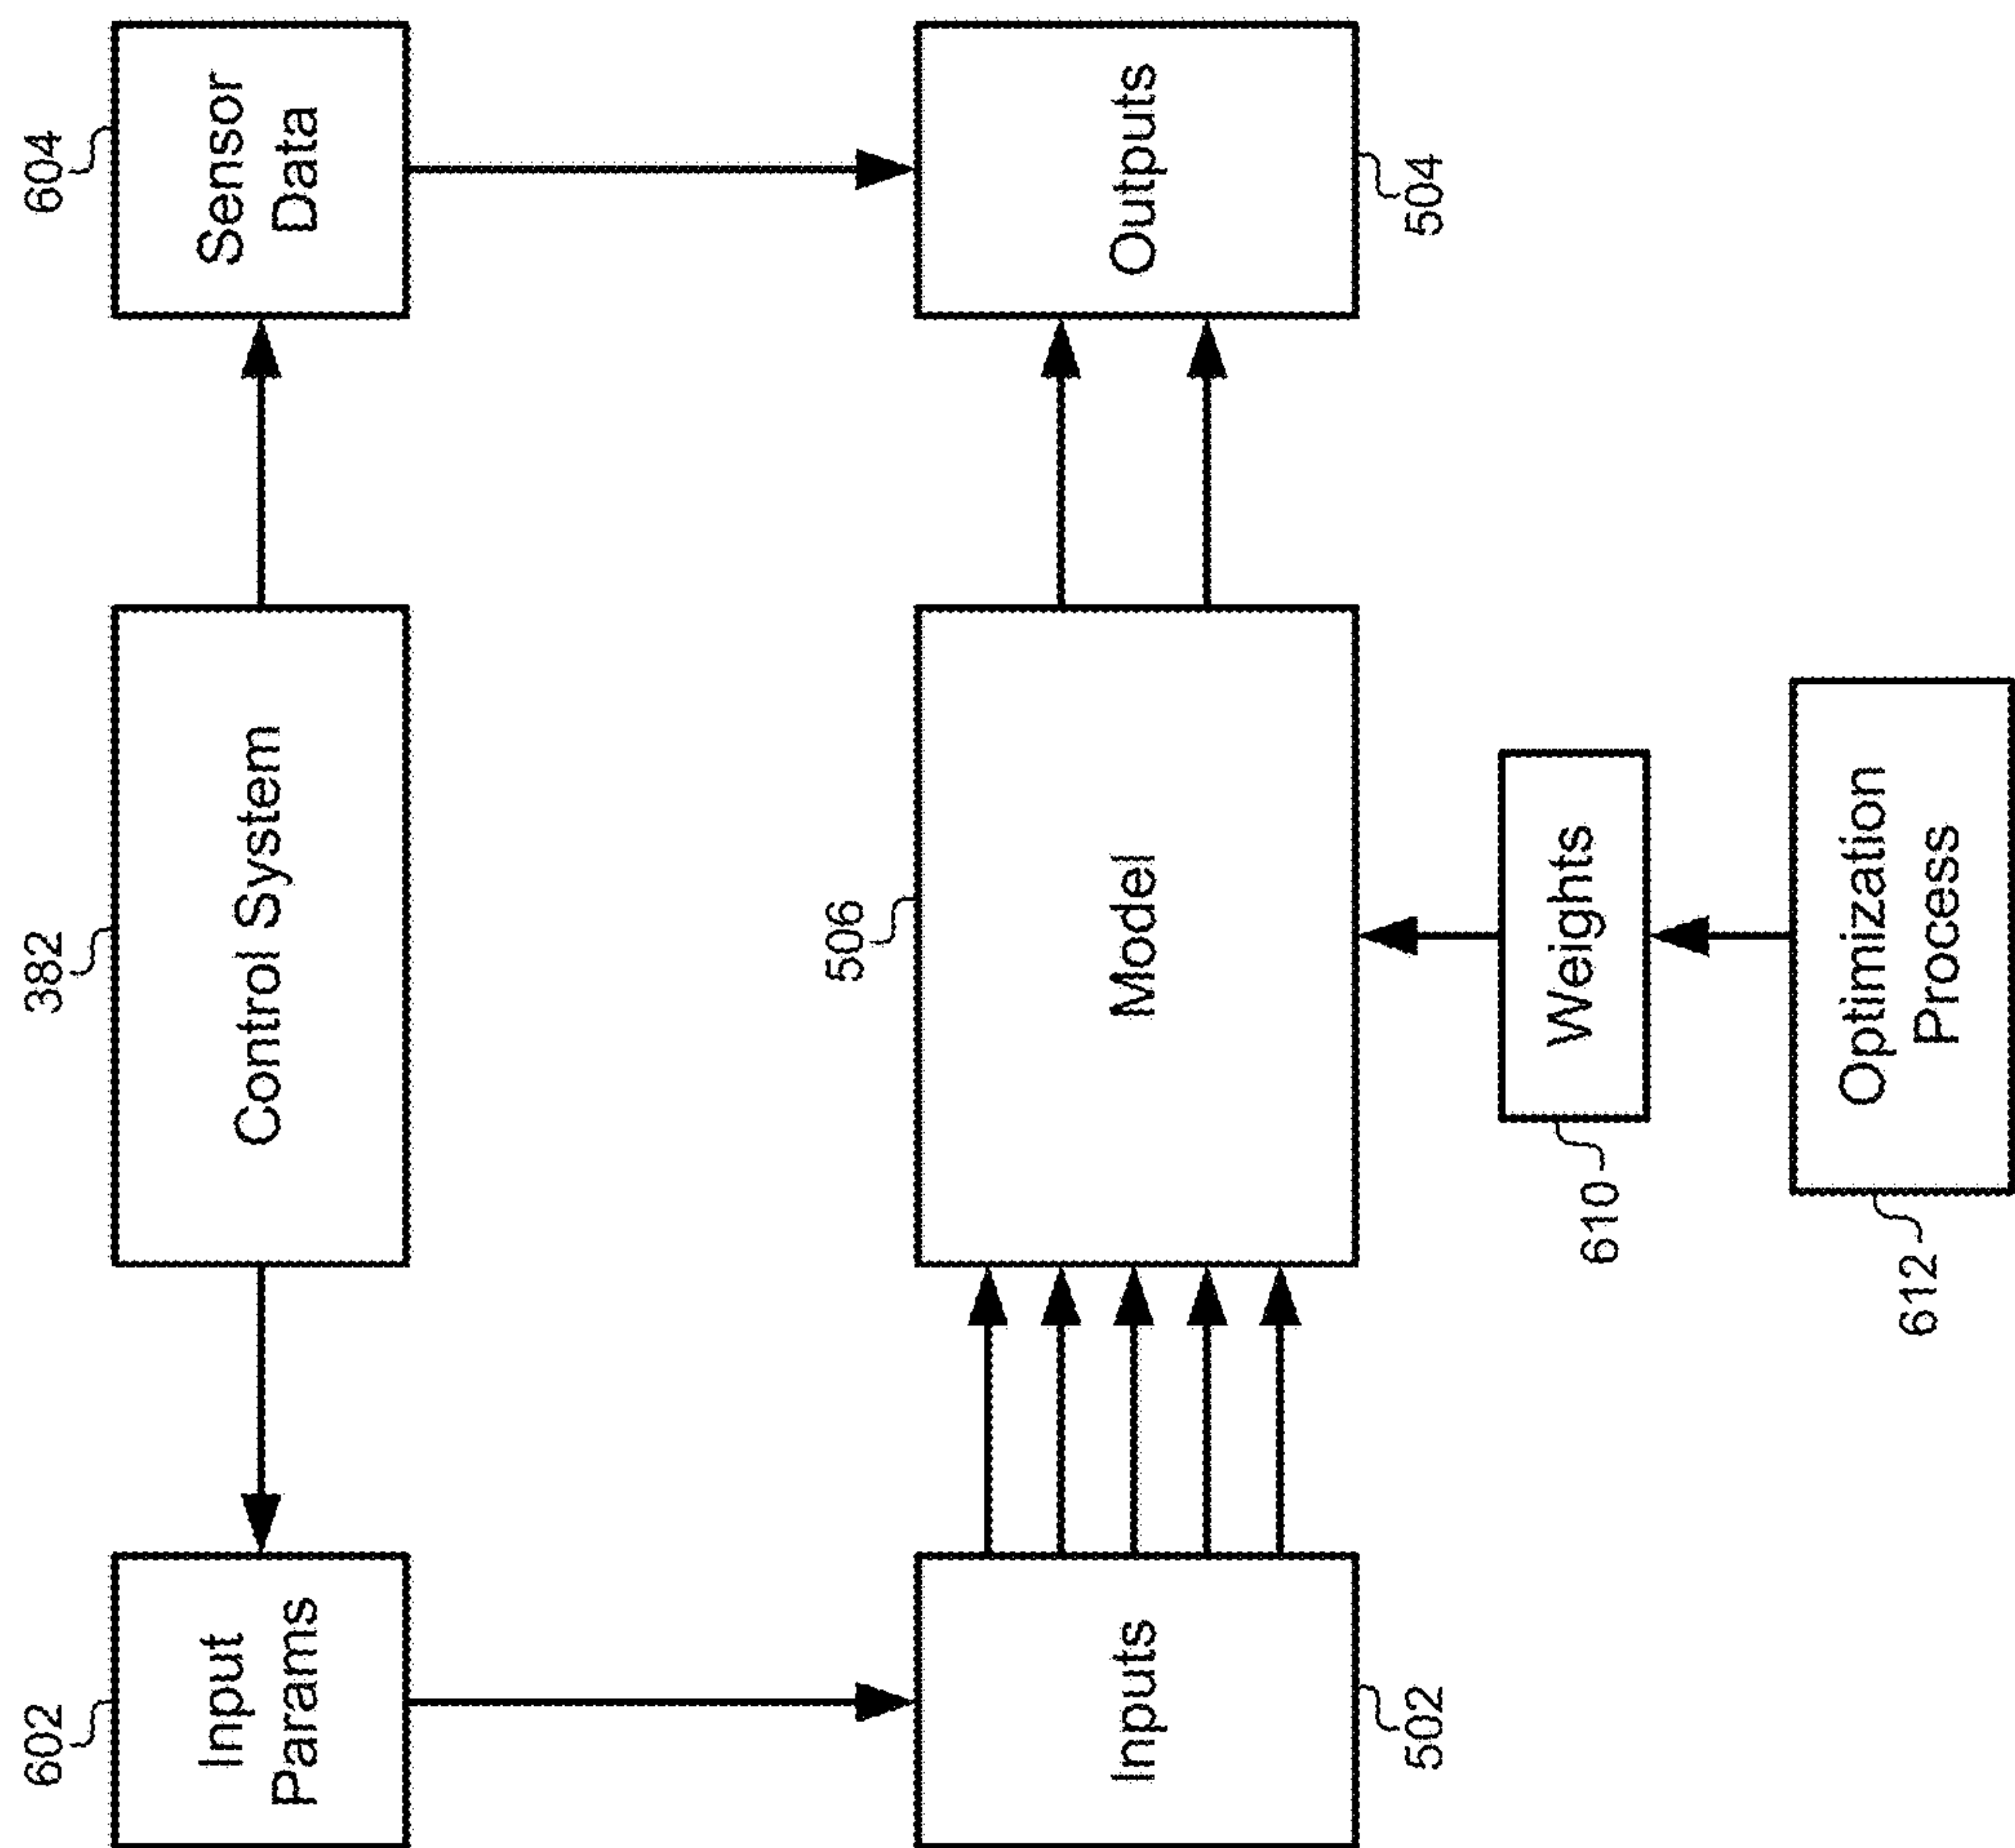 602
Input
Params
382
Control System
604
Sensor
Data
Inputs
502
506
Model
Outputs
504
610
Weights
612
Optimization
Process